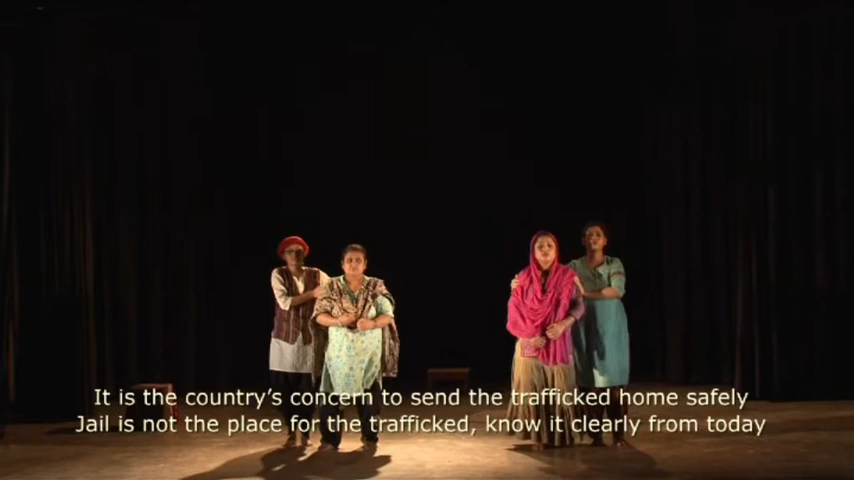 It is the country's concern to send the trafficked home safely
Jail is not the place for the trafficked, know it clearly from today